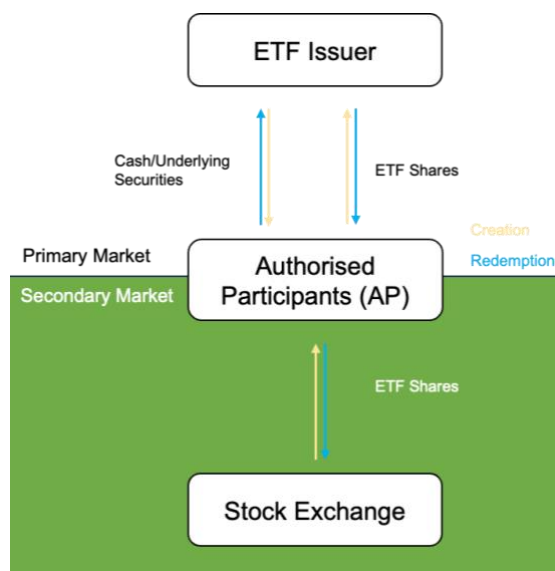 ETF Issuer
Cash/Underlying
Securities
ETF Shares
Creation
Primary Market
Redemption
Authorised
Participants (AP)
Secondary Market
ETF Shares
Stock Exchange